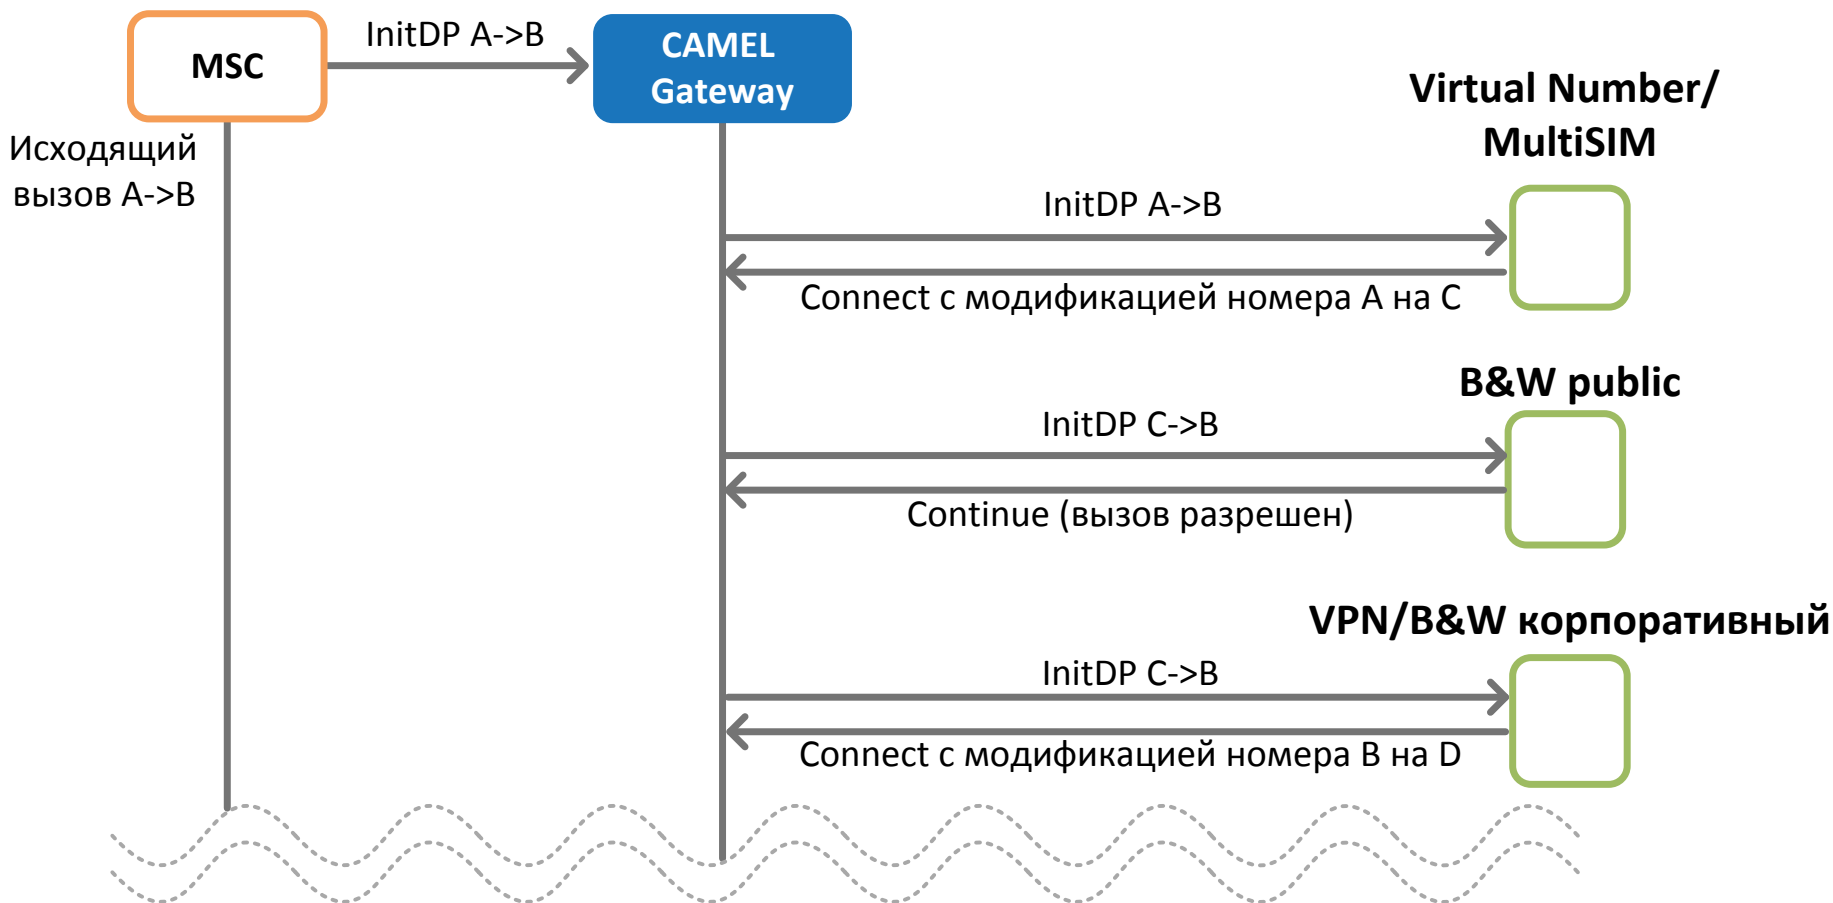 MSC
InitDP A->B
CAMEL
Gateway
Исходящий
вызов A->B
Virtual Number/
MultiSIM
InitDP A->B
Connect с модификацией номера A на C
B&W public
InitDP C->B
Continue (вызов разрешен)
VPN/B&W корпоративный
InitDP C->B
Connect с модификацией номера B на D